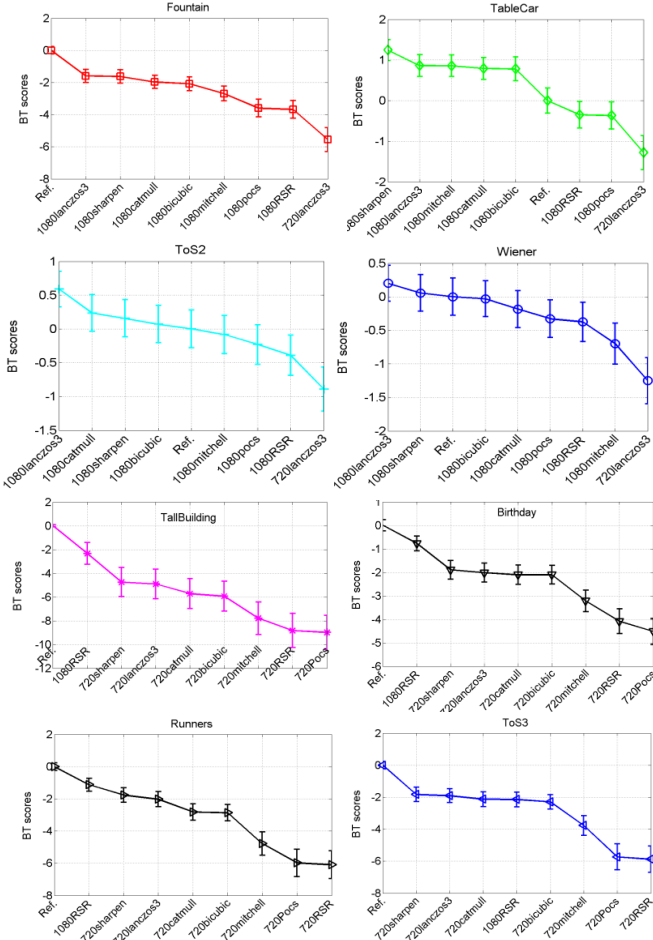 Fountain
2
0
-2
-4
-6
-8
BT scores
Ref.
1080lanczos3
1080sharpen
1080catmull
1080bicubic
1080mitchell
1080pocs
1080RSR
720lanczos3
TableCar
2
1
0
-1
-2
BT scores
080sharpen
1080lanczos3
1080mitchell
1080catmull
1080bicubic
Ref.
1080RSR
1080pocs
720lanczos3
ToS2
1
0.5
0
-0.5
-1
-1.5
BT scores
1080lanczos3
1080catmull
1080sharpen
1080bicubic
Ref.
1080mitchell
1080pocs
1080RSR
720lanczos3
Wiener
0.5
0
-0.5
-1
-1.5
-2
BT scores
1080lanczos3
1080sharpen
Ref.
1080bicubic
1080catmull
1080pocs
1080RSR
1080mitchell
720lanczos3
TallBuilding
2
0
-2
-4
-6
-8
-10
-12
BT scores
Ref.
1080RSR
720sharpen
720lanczos3
720catmull
720bicubic
720mitchell
720RSR
720Pocs
Birthday
1
0
-1
-2
-3
-4
-5
-6
BT scores
Ref.
1080RSR
720sharpen
720lanczos3
720catmull
720bicubic
720mitchell
720RSR
720Pocs
Runners
2
0
-2
-4
-6
-8
BT scores
Ref.
1080RSR
720sharpen
720lanczos3
720catmull
720bicubic
720mitchell
720Pocs
720RSR
ToS3
2
0
-2
-4
-6
-8
BT scores
Ref.
720sharpen
720lanczos3
720catmull
1080RSR
720bicubic
720mitchell
720Pocs
720RSR